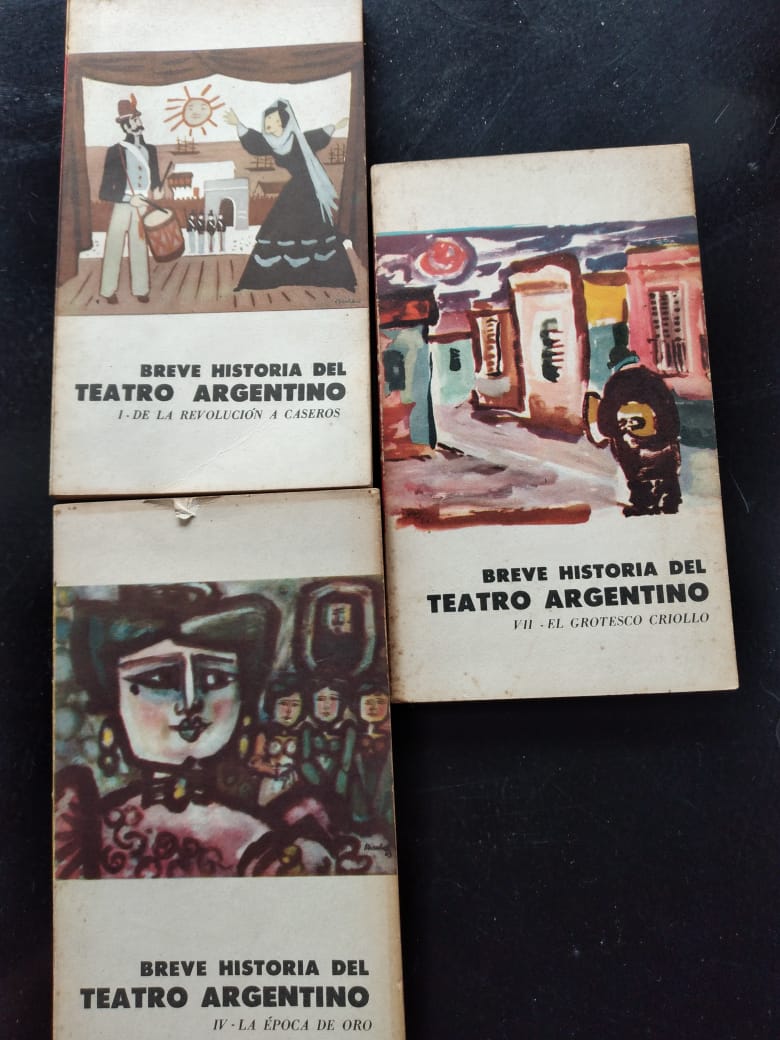 BREVE HISTORIA DEL
TEATRO ARGENTINO
I - DE LA REVOLUCIÓN A CASEROS
BREVE HISTORIA DEL
TEATRO ARGENTINO
VII - EL GROTESCO CRIOLLO
BREVE HISTORIA DEL
TEATRO ARGENTINO
IV - LA ÉPOCA DE ORO